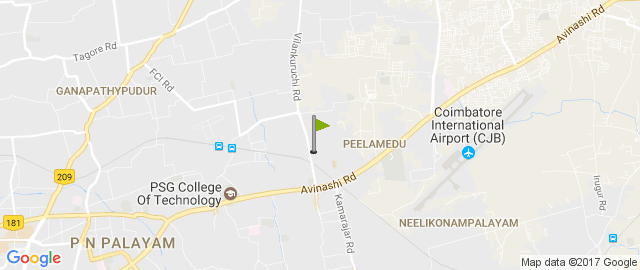 Avinashi Rd
Tagore Rd
Vilankuruchi Rd
FCI Rd
GANAPATHYPUDUR
Coimbatore
International
Airport (CJB)
PEELAMEDU
209
PSG College
Of Technology
Avinashi Rd
Irugur Rd
Kamarajar Rd
NEELIKONAMPALAYAM
181
P N PALAYAM
Google
Map data ©2017 Google